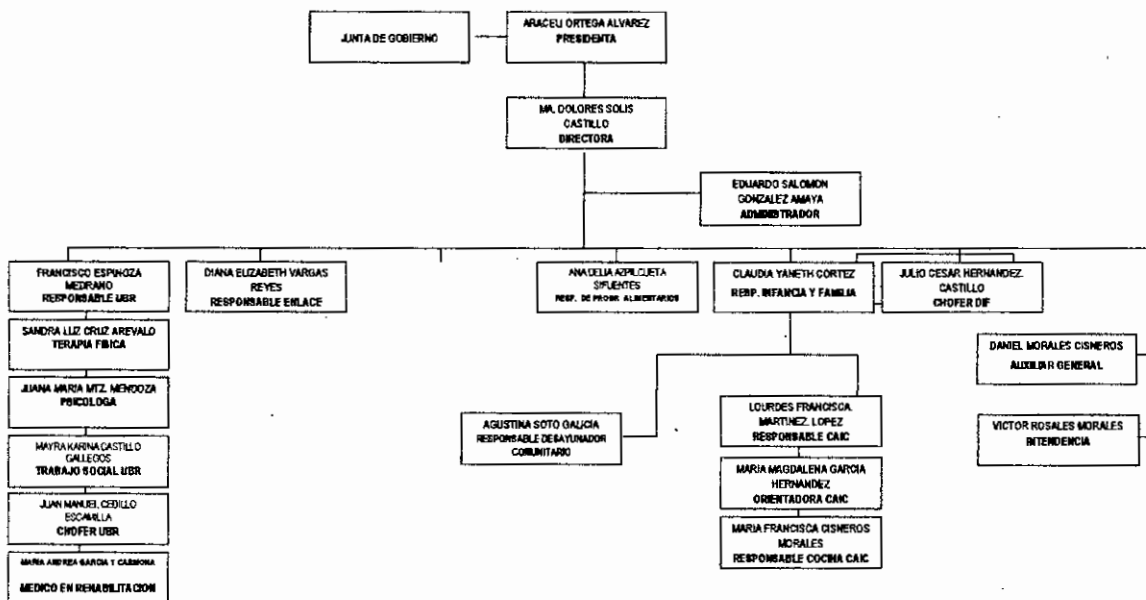 JUNTA DE GOBIERNO
ARACELI ORTEGA ALVAREZ
PRESIDENTA
MA. DOLORES SOLIS
CASTILLO
DIRECTORA
EDUARDO SALOMON
GONZALEZ AMAYA
ADMINISTRADOR
FRANCISCO ESPINOZA
MEDRANO
RESPONSABLE UBR
DIANA ELIZABETH VARGAS
REYES
RESPONSABLE ENLACE
ANA DELIA AZPILCUETA
SIFUENTES
RESP. DE PROGR. ALIMENTARIOS
CLAUDIA YANETH CORTEZ
RESP. INFANCIA Y FAMILIA
JULIO CESAR HERNANDEZ.
CASTILLO
CHOFER DIF
SANDRA LUZ CRUZ AREVALO
TERAPIA FISICA
DANIEL MORALES CISNEROS
AUXILIAR GENERAL
JUANA MARIA MTZ. MENDOZA
PSICOLOGA
AGUSTINA SOTO GALICIA
RESPONSABLE DESAYUNADOR
COMUNITARIO
LOURDES FRANCISCA.
MARTINEZ. LOPEZ
RESPONSABLE CAIC
VICTOR ROSALES MORALES
INTENDENCIA
MAYRA KARINA CASTILLO
GALLEGOS
TRABAJO SOCIAL UBR
MARIA MAGDALENA GARCIA
HERNANDEZ
ORIENTADORA CAIC
JUAN MANUEL CEDILLO
ESCAMILLA
CHOFER UBR
MARIA FRANCISCA CISNEROS
MORALES
RESPONSABLE COCINA CAIC
MARIA ANDREA GARCIA Y CARMONA
MEDICO EN REHABILITACION